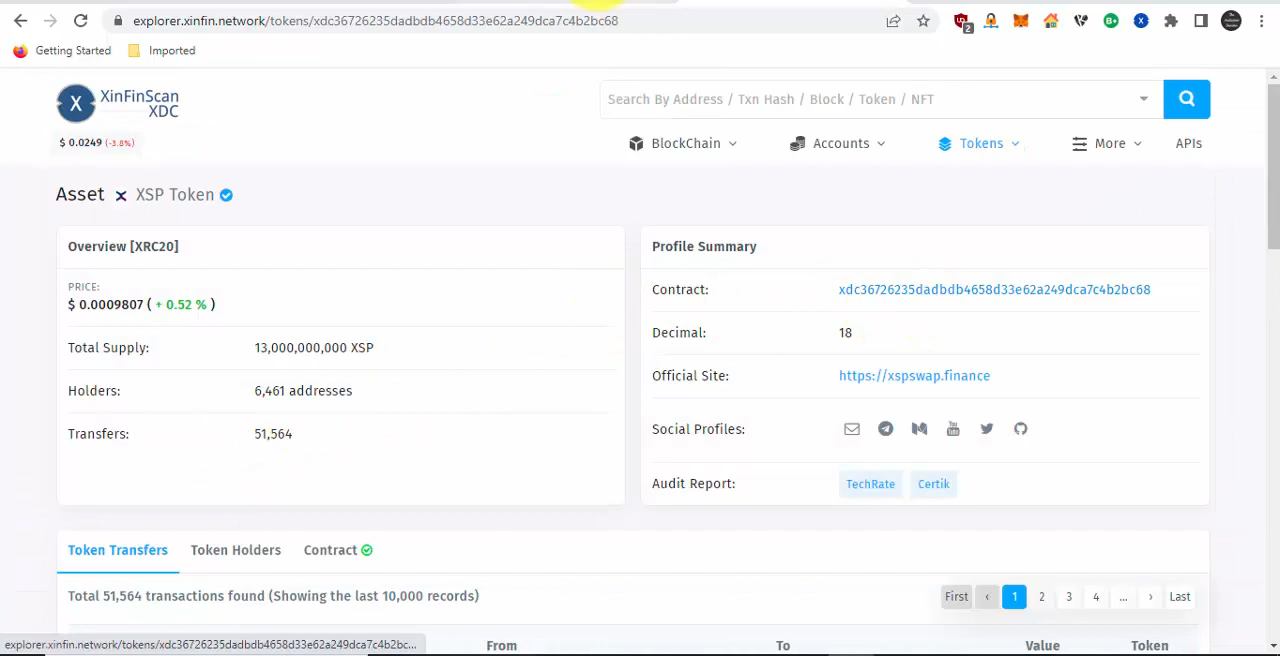 explorer.xinfin.network/tokens/xdc36726235dadbdb4658d33e62a249dca7c4b2bc68
2
B+
X
Getting Started Imported
X XinFinScan
XDC
Search By Address / Txn Hash / Block / Token / NFT
$ 0.0249 (-3.8%)
BlockChain Accounts Tokens More APIs
Asset XSP Token
Overview [XRC20]
PRICE:
$ 0.0009807 ( + 0.52 % )
Total Supply: 13,000,000,000 XSP
Holders: 6,461 addresses
Transfers: 51,564
Profile Summary
Contract: xdc36726235dadbdb4658d33e62a249dca7c4b2bc68
Decimal: 18
Official Site: https://xspswap.finance
Social Profiles:
Audit Report: TechRate Certik
Token Transfers Token Holders Contract
Total 51,564 transactions found (Showing the last 10,000 records)
First ‹ 1 2 3 4 ... › Last
From To Value Token
explorer.xinfin.network/tokens/xdc36726235dadbdb4658d33e62a249dca7c4b2bc...